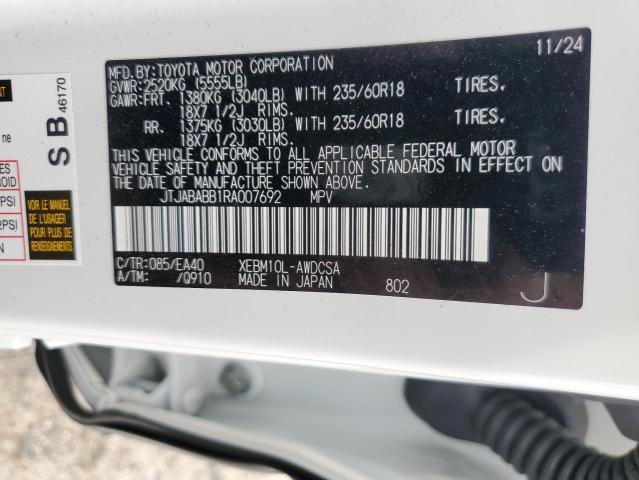 11/24
MFD.BY:TOYOTA MOTOR CORPORATION
GVWR:2520KG (5555LB)
GAWR:FRT. 1380KG (3040LB) WITH 235/60R18 TIRES.
18X7 1/2J RIMS.
RR. 1375KG (3030LB) WITH 235/60R18 TIRES.
18X7 1/2J RIMS.
THIS VEHICLE CONFORMS TO ALL APPLICABLE FEDERAL MOTOR
VEHICLE SAFETY AND THEFT PREVENTION STANDARDS IN EFFECT ON
THE DATE OF MANUFACTURE SHOWN ABOVE.
JTJABABB1RA007692 MPV
C/TR:085/EA40 XEBM10L-AWDCSA
A/TM: /Q910 MADE IN JAPAN 802
J
SB
46170
ne
PSI
PSI
VOIR LE
MANUEL DE
L'USAGER
POUR PLUS DE
RENSEIGNEMENTS